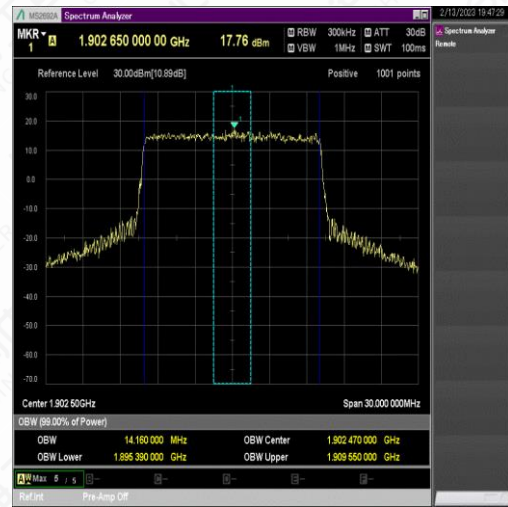 MS2692A Spectrum Analyzer
2/13/2023 19:47:29
MKR 1 A 1.902 650 000 00 GHz 17.76 dBm
RBW 300kHz ATT 30dB
VBW 1MHz SWT 100ms
Spectrum Analyzer
Remote
Reference Level 30.00dBm[10.89dB] Positive 1001 points
30.0
20.0
10.0
0.0
-10.0
-20.0
-30.0
-40.0
-50.0
-60.0
-70.0
1
1
Center 1.902 50GHz Span 30.000 000MHz
OBW (99.00% of Power)
OBW 14.160 000 MHz OBW Center 1.902 470 000 GHz
OBW Lower 1.895 390 000 GHz OBW Upper 1.909 550 000 GHz
A Max 5 / 5
Ref.Int Pre-Amp Off